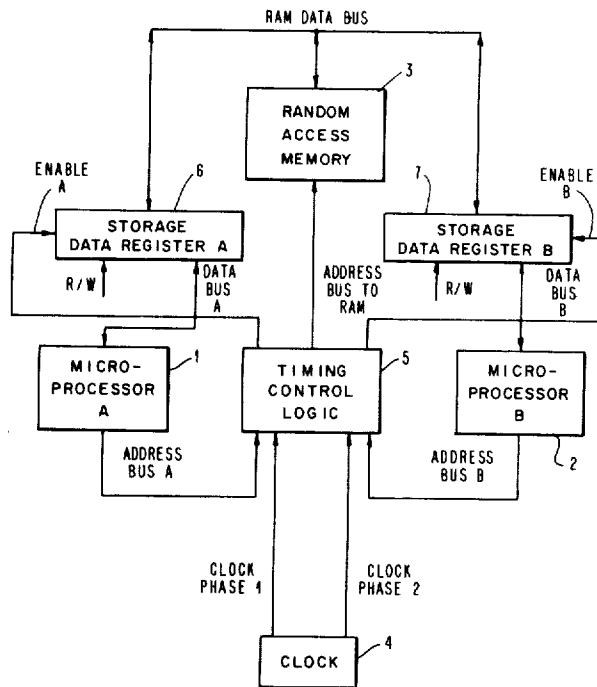 RAM DATA BUS
3
RANDOM
ACCESS
MEMORY
ENABLE
A
6
7
ENABLE
B
STORAGE
DATA REGISTER A
STORAGE
DATA REGISTER B
R/W
DATA
BUS
A
ADDRESS
BUS TO
RAM
R/W
DATA
BUS
B
MICRO-
PROCESSOR
A
1
TIMING
CONTROL
LOGIC
5
MICRO-
PROCESSOR
B
2
ADDRESS
BUS A
ADDRESS
BUS B
CLOCK
PHASE 1
CLOCK
PHASE 2
CLOCK
4